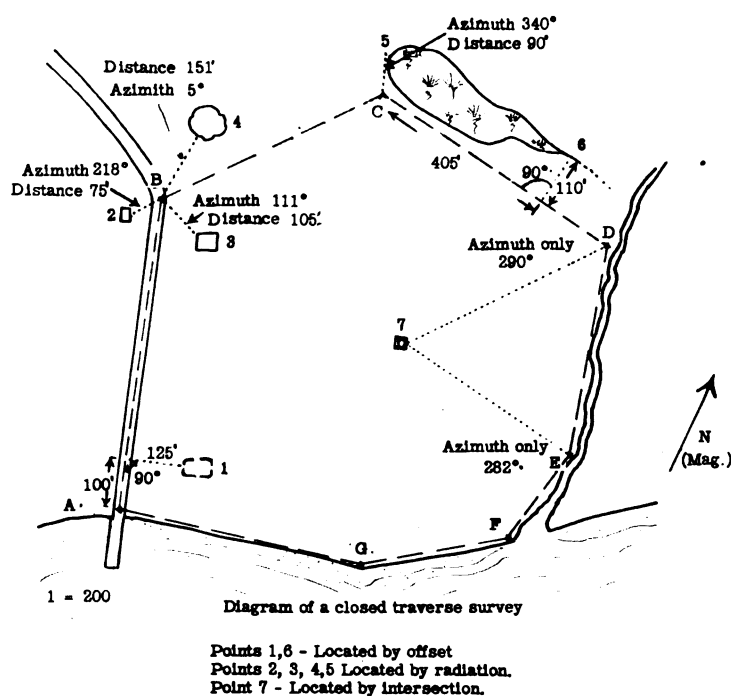 Azimuth 340°
Distance 90'
5
Distance 151'
Azimith 5°
4
C
6
405'
90°
110'
Azimuth 218°
Distance 75'
B
2
Azimuth 111°
Distance 105'
3
D
Azimuth only
290°
7
N
(Mag.)
125'
1
90°
100'
Azimuth only
282°
E
A
F
G
1 = 200
Diagram of a closed traverse survey
Points 1,6 - Located by offset
Points 2, 3, 4,5 Located by radiation.
Point 7 - Located by intersection.